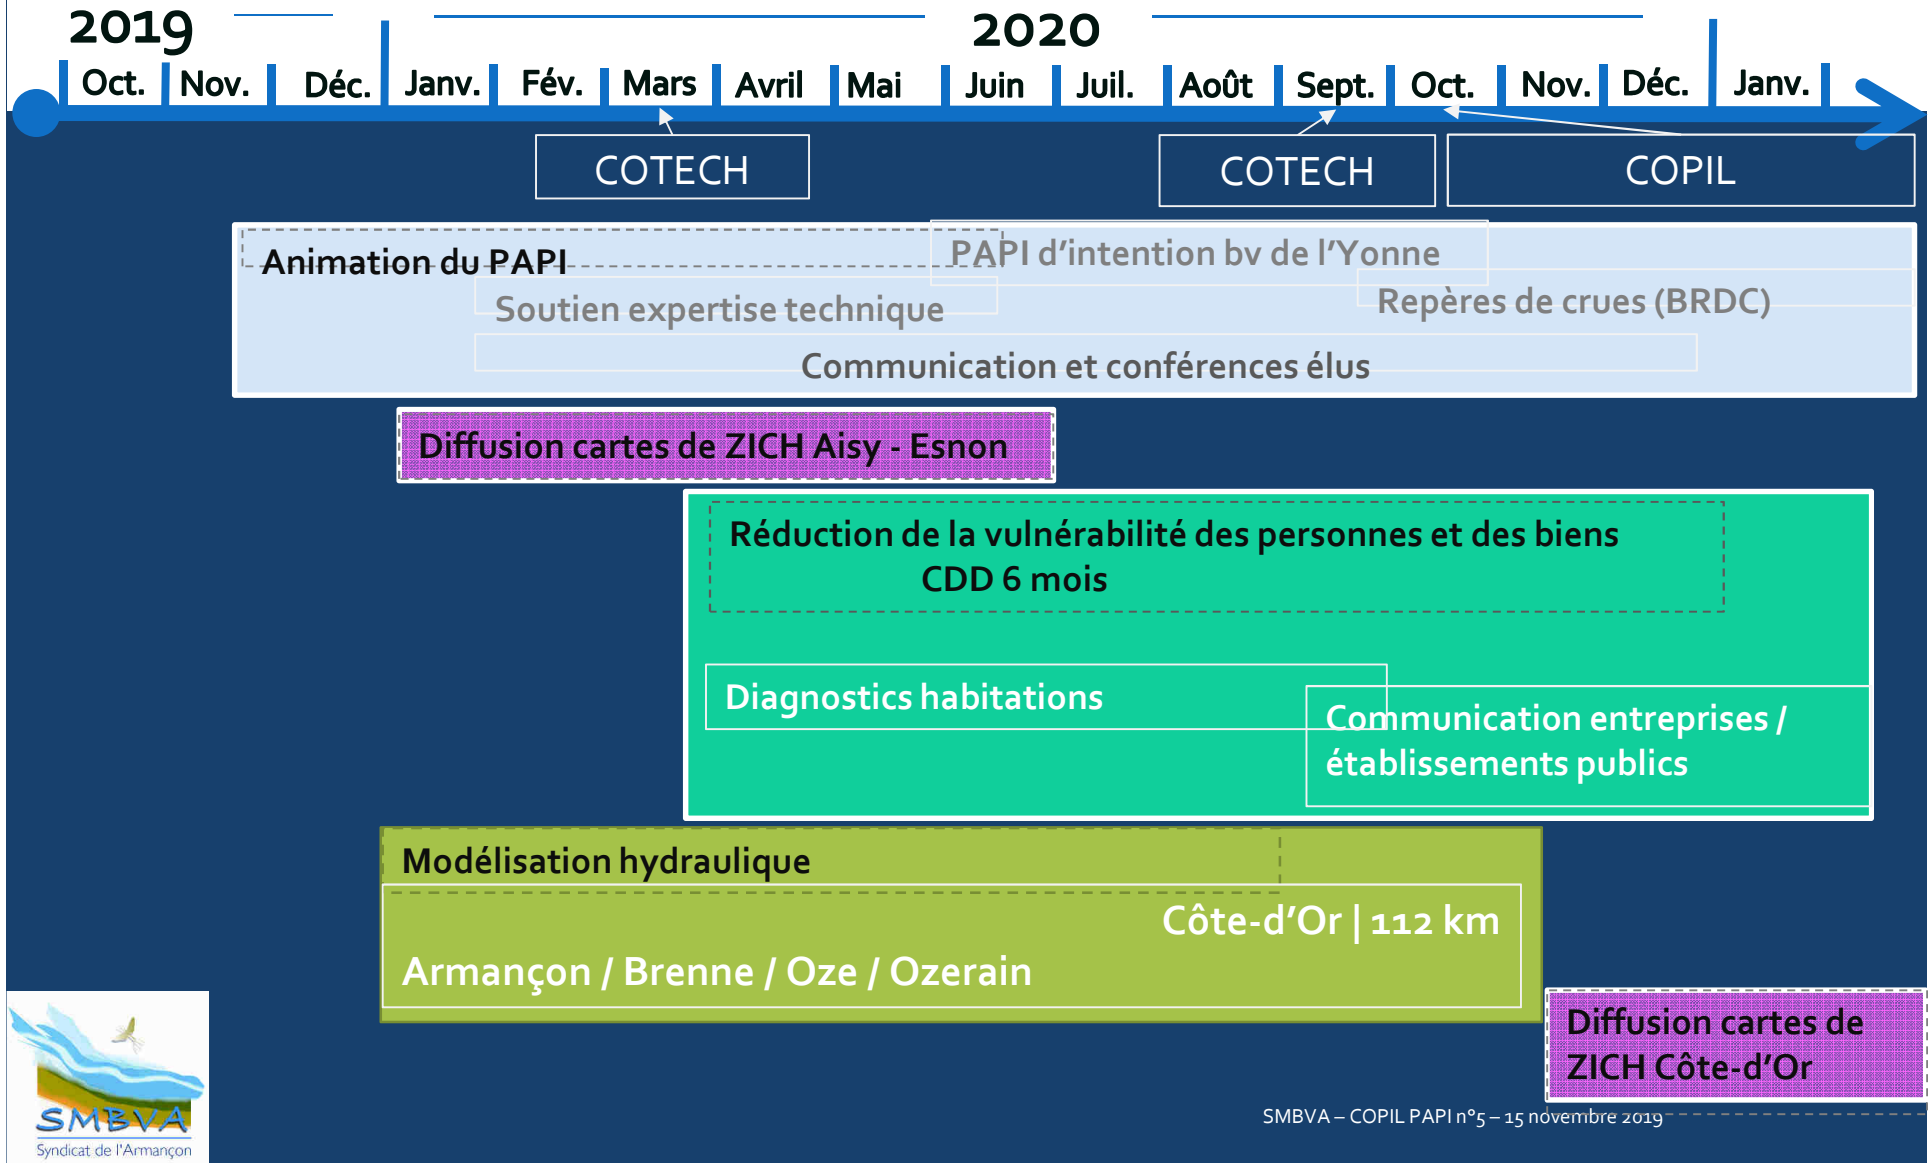 2019
2020
Oct. Nov. Déc. Janv. Fév. Mars Avril Mai Juin Juil. Août Sept. Oct. Nov. Déc. Janv.
COTECH
COTECH
COPIL
Animation du PAPI
PAPI d'intention bv de l'Yonne
Soutien expertise technique
Repères de crues (BRDC)
Communication et conférences élus
Diffusion cartes de ZICH Aisy - Esnon
Réduction de la vulnérabilité des personnes et des biens
CDD 6 mois
Diagnostics habitations
Communication entreprises /
établissements publics
Modélisation hydraulique
Côte-d'Or | 112 km
Armançon / Brenne / Oze / Ozerain
Diffusion cartes de
ZICH Côte-d'Or
SMBVA
Syndicat de l'Armançon
SMBVA – COPIL PAPI n°5 – 15 novembre 2019